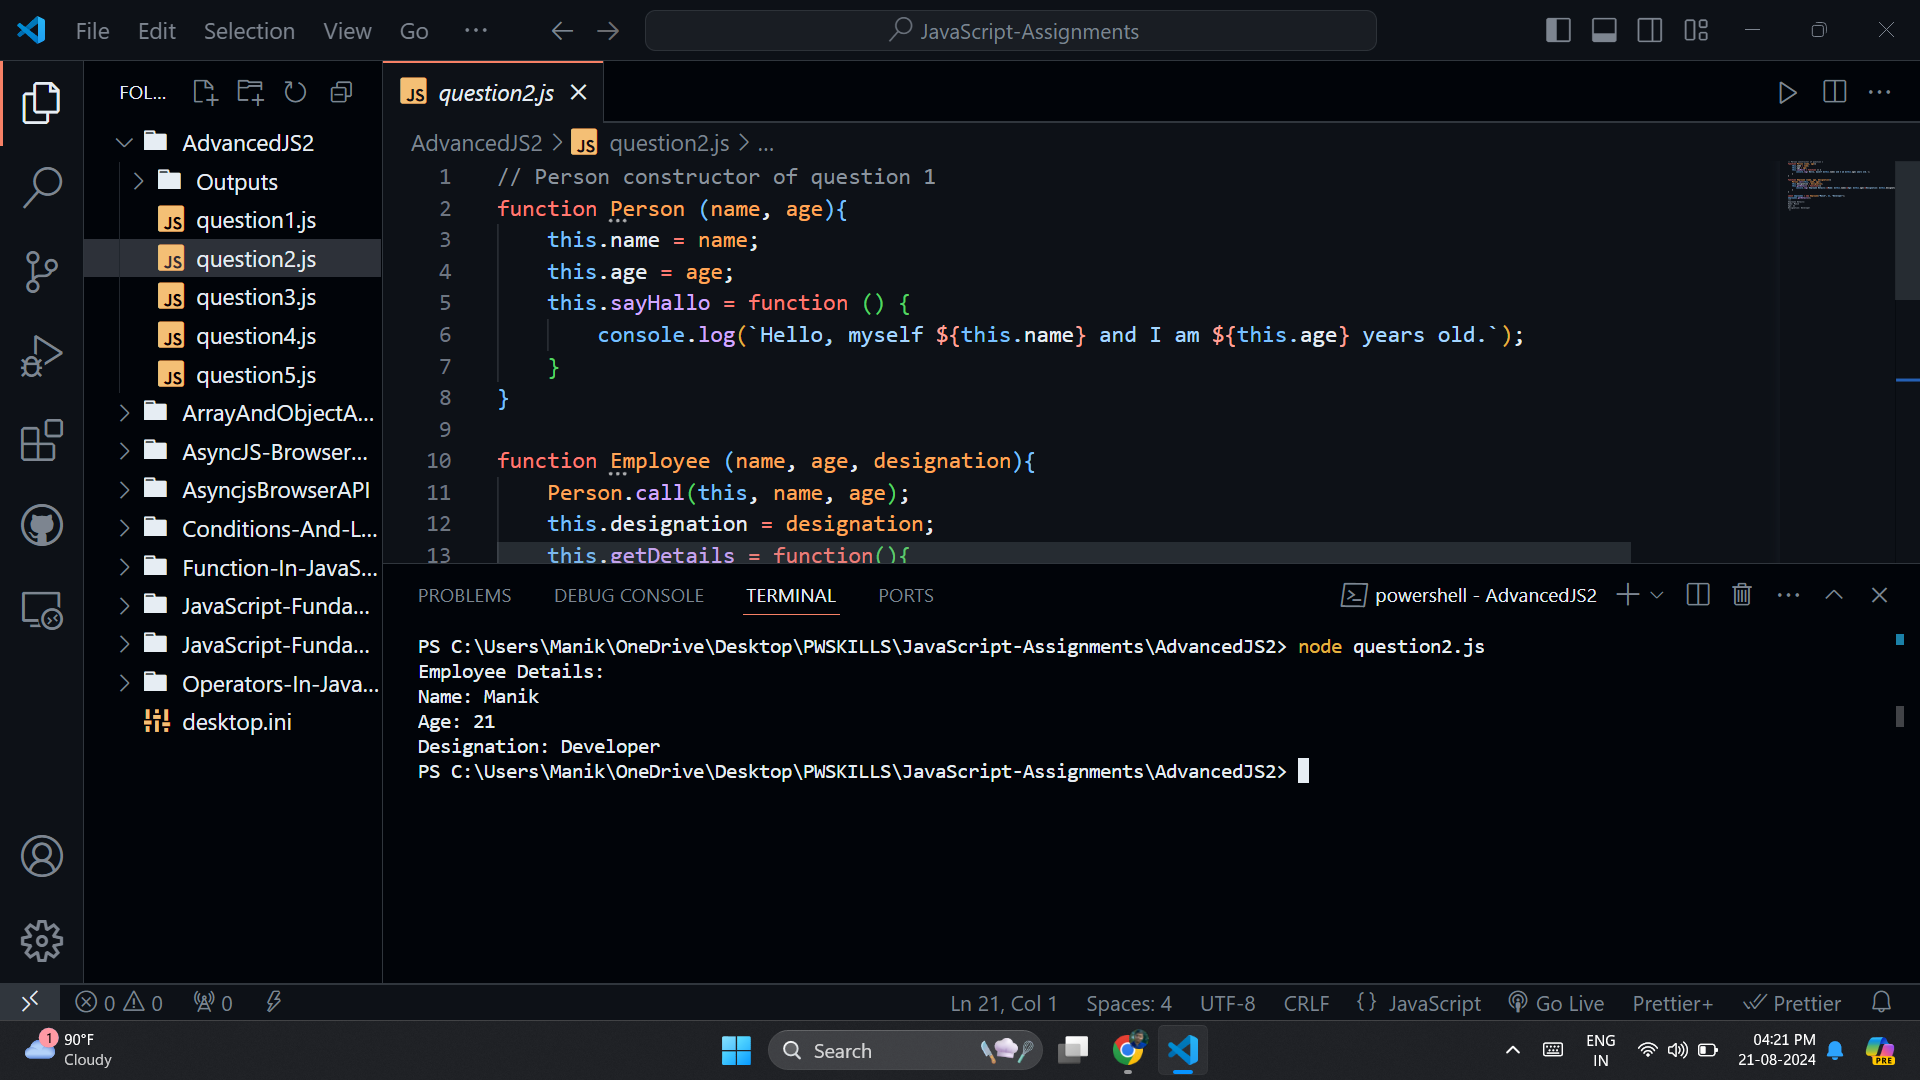 File Edit Selection View Go ···
JavaScript-Assignments
FOL...
AdvancedJS2
Outputs
question1.js
question2.js
question3.js
question4.js
question5.js
ArrayAndObjectA...
AsyncJS-Browser...
AsyncjsBrowserAPI
Conditions-And-L...
Function-In-JavaS...
JavaScript-Funda...
JavaScript-Funda...
Operators-In-Java...
desktop.ini
JS question2.js
AdvancedJS2 > JS question2.js > ...
1 // Person constructor of question 1
2 function Person (name, age){
3 this.name = name;
4 this.age = age;
5 this.sayHallo = function () {
6 console.log(`Hello, myself ${this.name} and I am ${this.age} years old.`);
7 }
8 }
9
10 function Employee (name, age, designation){
11 Person.call(this, name, age);
12 this.designation = designation;
13 this.getDetails = function(){
PROBLEMS DEBUG CONSOLE TERMINAL PORTS
powershell - AdvancedJS2
PS C:\Users\Manik\OneDrive\Desktop\PWSKILLS\JavaScript-Assignments\AdvancedJS2> node question2.js
Employee Details:
Name: Manik
Age: 21
Designation: Developer
PS C:\Users\Manik\OneDrive\Desktop\PWSKILLS\JavaScript-Assignments\AdvancedJS2>
0 0 0
Ln 21, Col 1 Spaces: 4 UTF-8 CRLF {} JavaScript Go Live Prettier+ Prettier
1
90°F
Cloudy
Search
ENG
IN
04:21 PM
21-08-2024
PRE